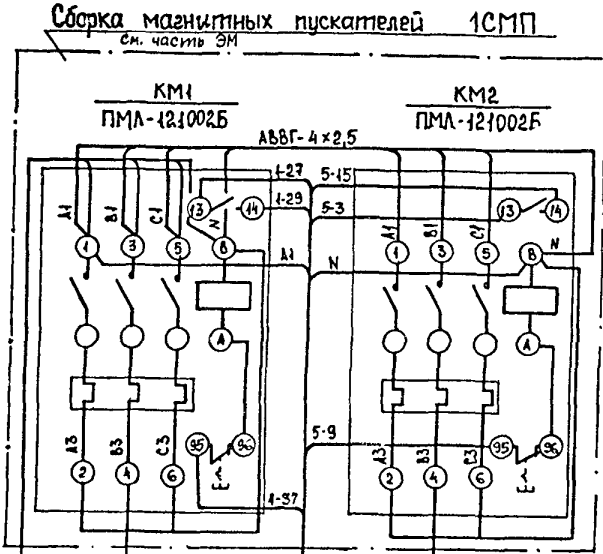 Сборка магнитных пускателей 1СМП
См. часть ЭМ
КМ1
ПМЛ-121002Б
КМ2
ПМЛ-121002Б
АВВГ-4×2,5
1-27
5-15
1-29
5-3
А1
В1
С1
N
13
14
А1
В1
С1
13
14
N
1
3
5
В
А1
N
1
3
5
В
А
А
А3
В3
С3
95
96
5-9
А3
В3
С3
95
96
2
4
6
1-37
2
4
6